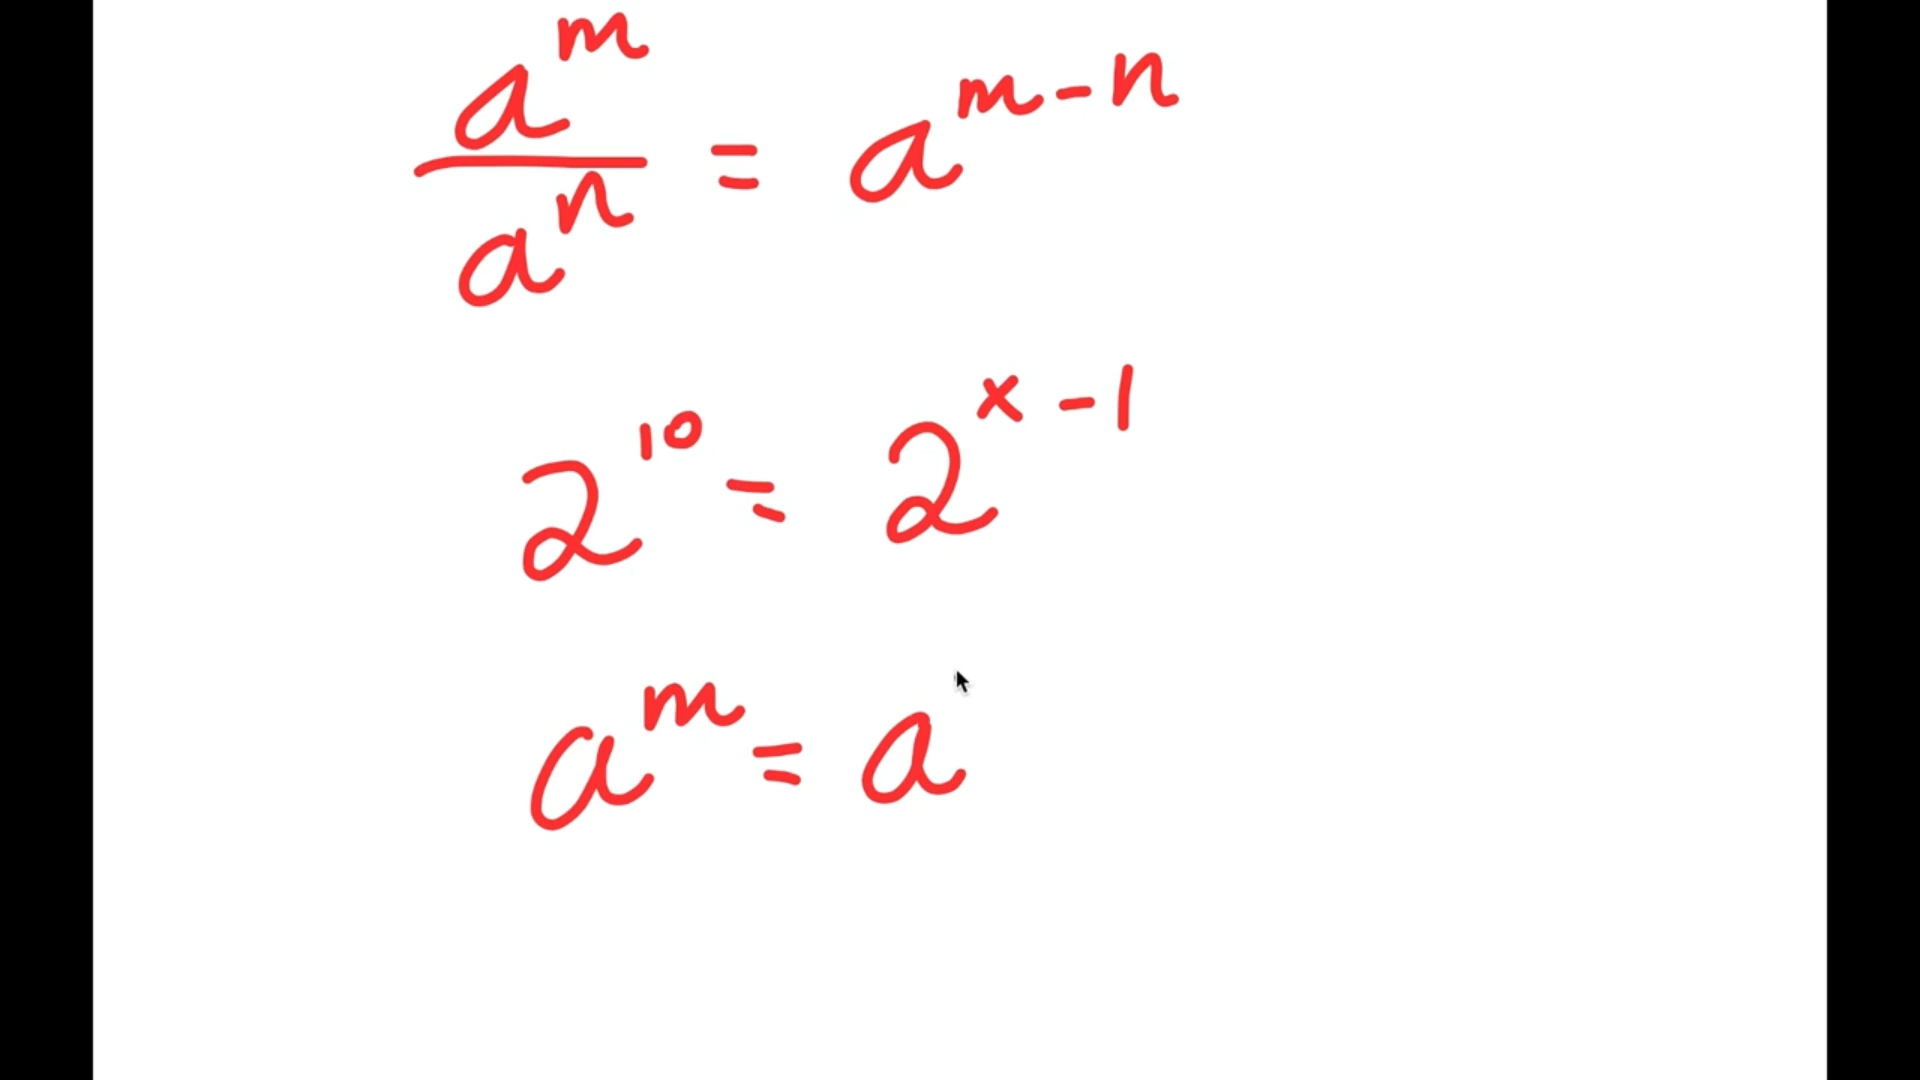 a^m / a^n = a^(m-n)
2^10 = 2^(x-1)
a^m = a